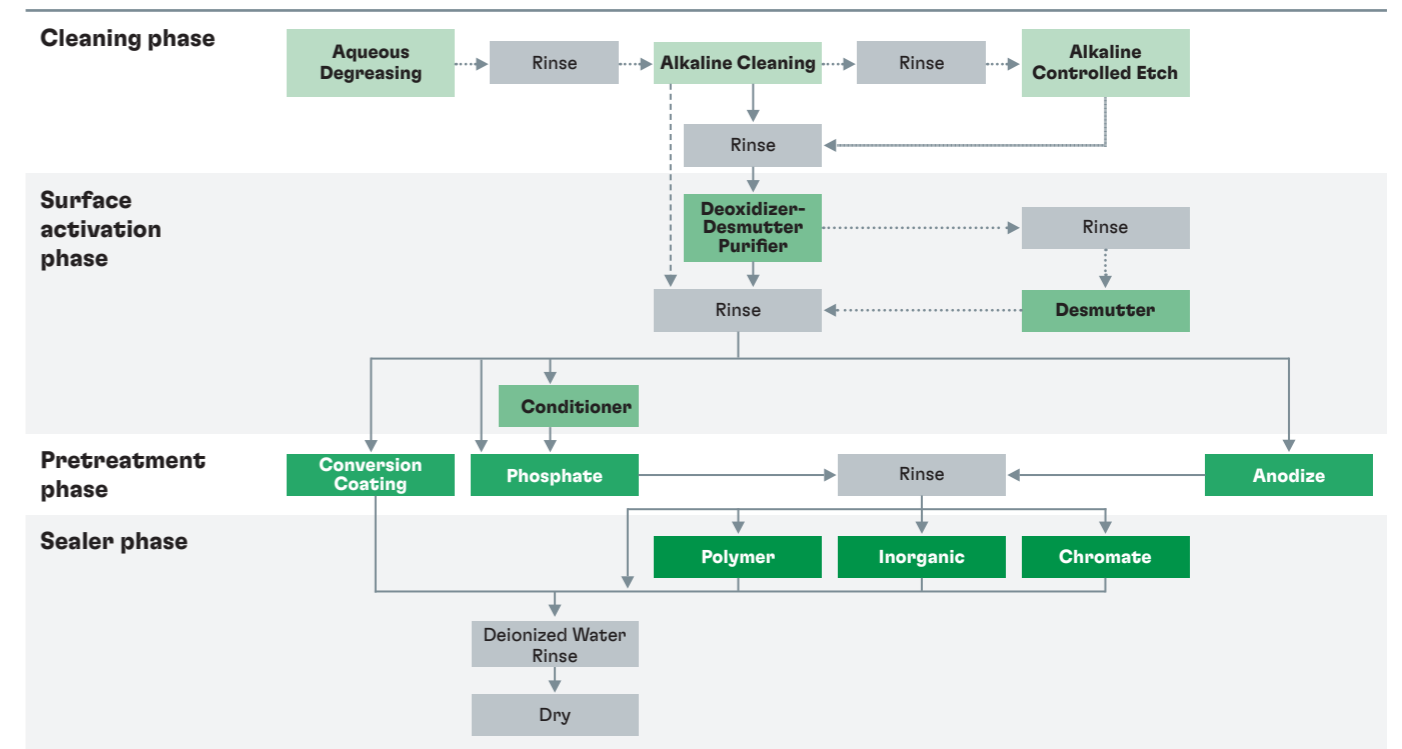 Cleaning phase
Aqueous
Degreasing
Rinse
Alkaline Cleaning
Rinse
Alkaline
Controlled Etch
Rinse
Surface
activation
phase
Deoxidizer-
Desmutter
Purifier
Rinse
Rinse
Desmutter
Conditioner
Pretreatment
phase
Conversion
Coating
Phosphate
Rinse
Anodize
Sealer phase
Polymer
Inorganic
Chromate
Deionized Water
Rinse
Dry